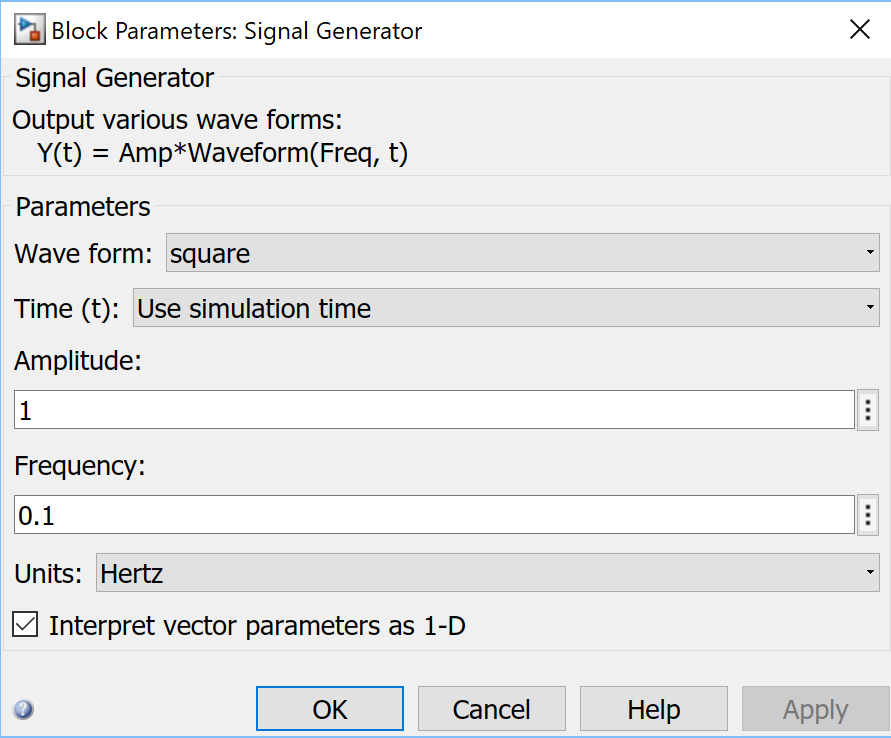 Block Parameters: Signal Generator
Signal Generator
Output various wave forms:
Y(t) = Amp*Waveform(Freq, t)
Parameters
Wave form: square
Time (t): Use simulation time
Amplitude:
1
Frequency:
0.1
Units: Hertz
Interpret vector parameters as 1-D
OK Cancel Help Apply